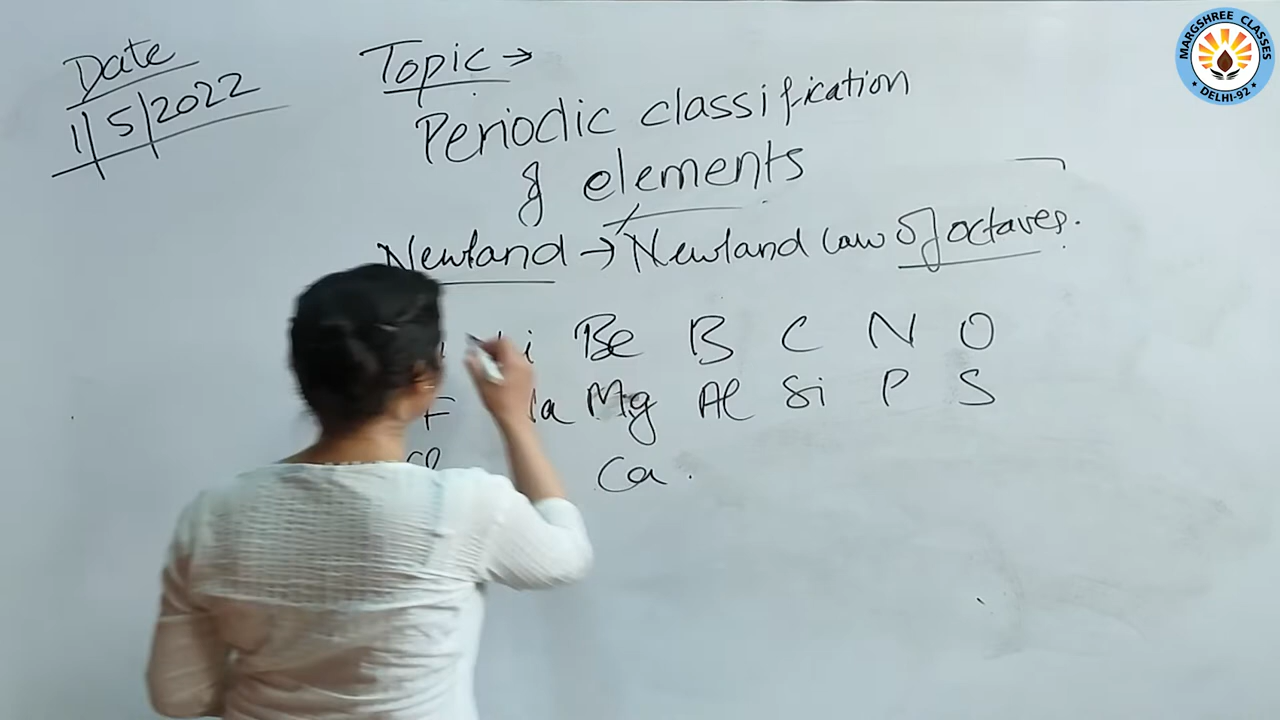 Date
1/5/2022
Topic →
Periodic classification
of elements
Newland → Newland law of octaves.
Be B C N O
F Na Mg Al Si P S
Ca.
MARGSHREE CLASSES
DELHI-92